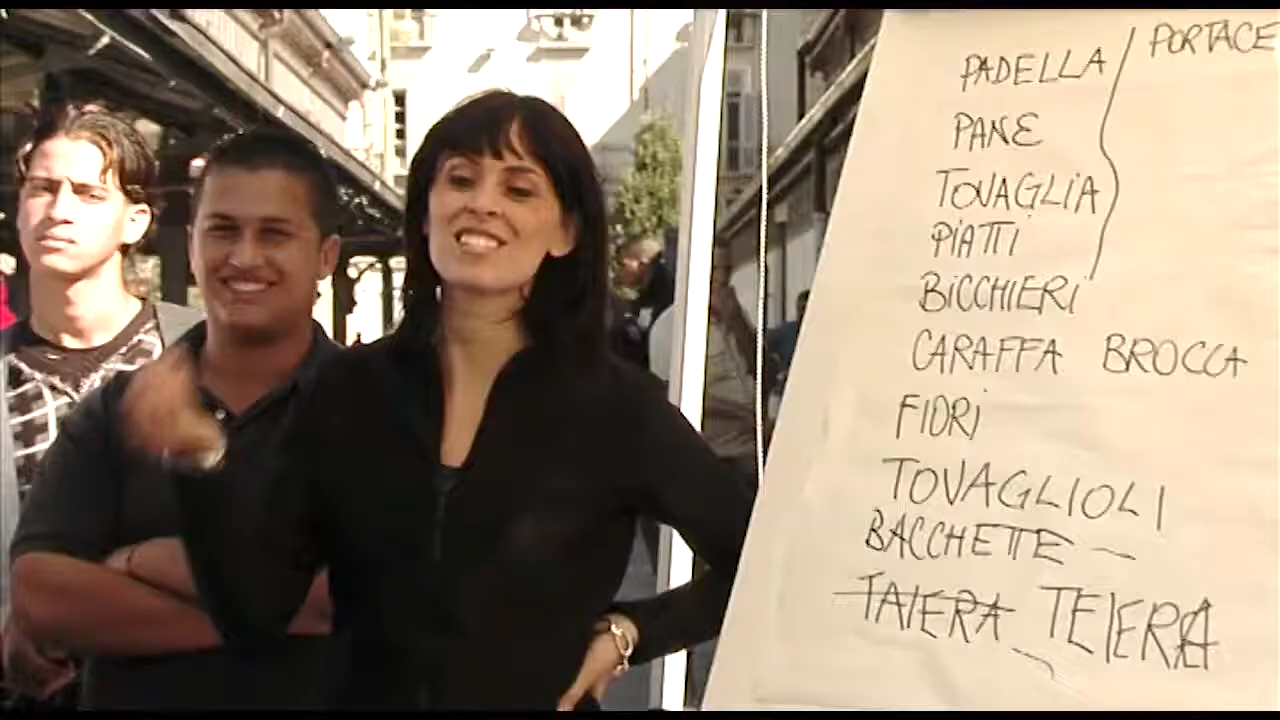 PADELLA / PORTACE
PANE
TOVAGLIA
PIATTI
BICCHIERI
CARAFFA BROCCA
FIORI
TOVAGLIOLI
BACCHETTE
TAIERA TEIERA